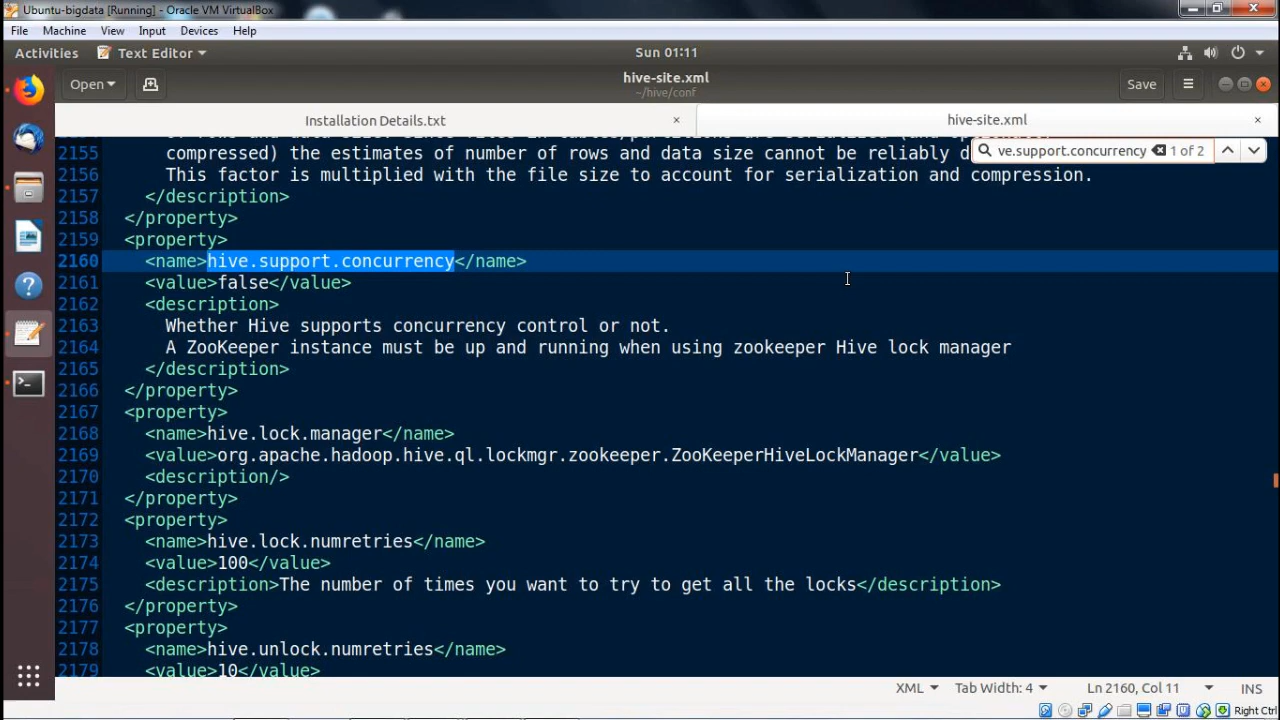 Ubuntu-bigdata [Running] - Oracle VM VirtualBox
File Machine View Input Devices Help
Activities Text Editor Sun 01:11
Open hive-site.xml Save
~/hive/conf
Installation Details.txt × hive-site.xml ×
ve.support.concurrency 1 of 2
2155 compressed) the estimates of number of rows and data size cannot be reliably d
2156 This factor is multiplied with the file size to account for serialization and compression.
2157 </description>
2158 </property>
2159 <property>
2160 <name>hive.support.concurrency</name>
2161 <value>false</value>
2162 <description>
2163 Whether Hive supports concurrency control or not.
2164 A ZooKeeper instance must be up and running when using zookeeper Hive lock manager
2165 </description>
2166 </property>
2167 <property>
2168 <name>hive.lock.manager</name>
2169 <value>org.apache.hadoop.hive.ql.lockmgr.zookeeper.ZooKeeperHiveLockManager</value>
2170 <description/>
2171 </property>
2172 <property>
2173 <name>hive.lock.numretries</name>
2174 <value>100</value>
2175 <description>The number of times you want to try to get all the locks</description>
2176 </property>
2177 <property>
2178 <name>hive.unlock.numretries</name>
2179 <value>10</value>
XML Tab Width: 4 Ln 2160, Col 11 INS
Right Ctrl